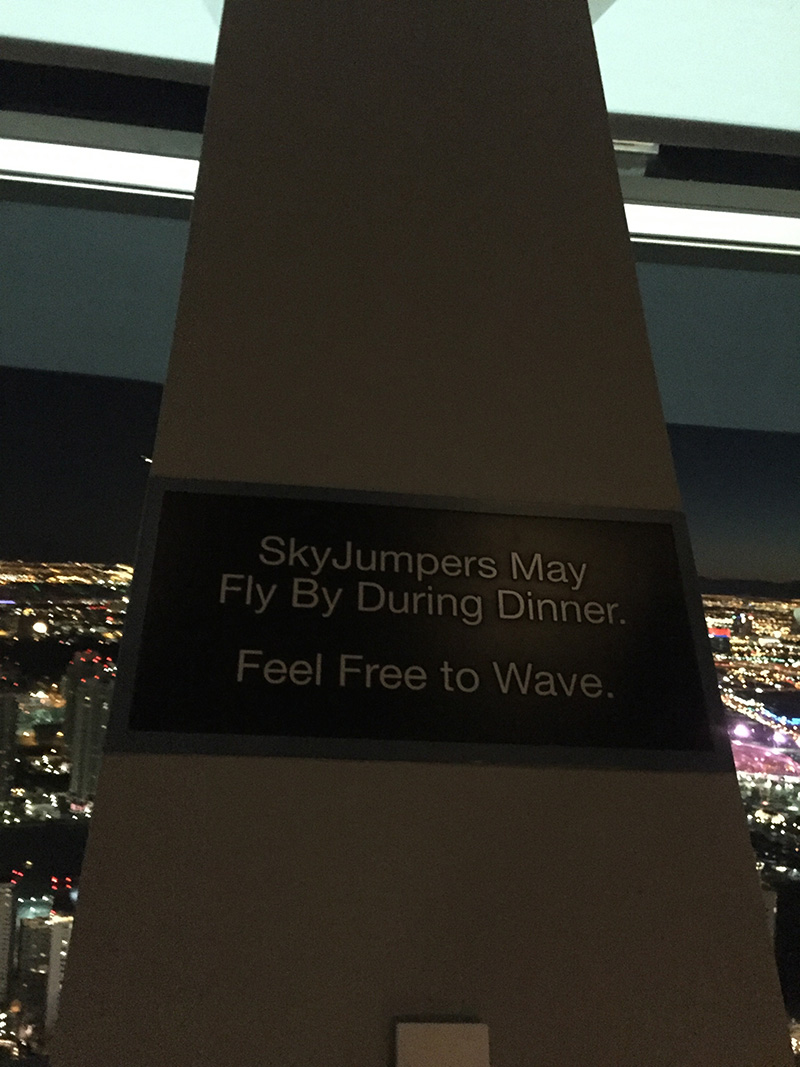 SkyJumpers May
Fly By During Dinner.
Feel Free to Wave.